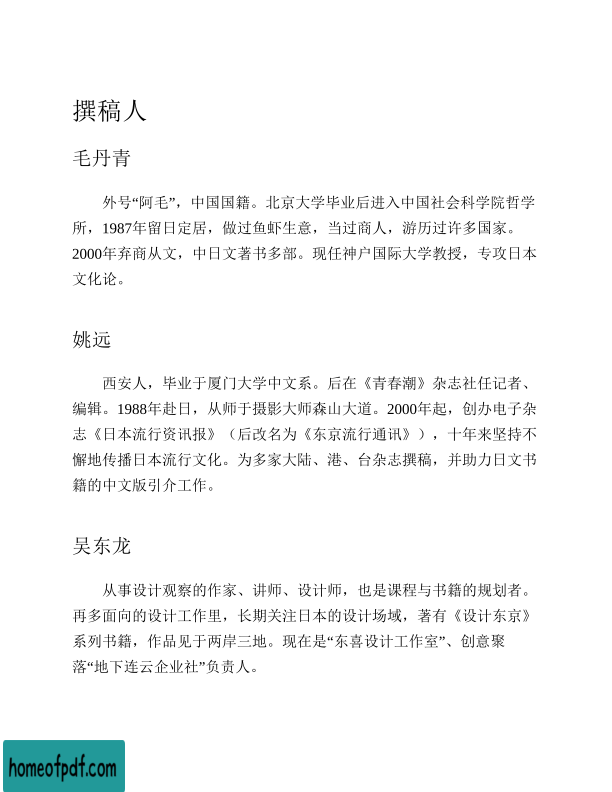 撰稿人
毛丹青
外号“阿毛”，中国国籍。北京大学毕业后进入中国社会科学院哲学
所，1987年留日定居，做过鱼虾生意，当过商人，游历过许多国家。
2000年弃商从文，中日文著书多部。现任神户国际大学教授，专攻日本
文化论。
姚远
西安人，毕业于厦门大学中文系。后在《青春潮》杂志社任记者、
编辑。1988年赴日，从师于摄影大师森山大道。2000年起，创办电子杂
志《日本流行资讯报》（后改名为《东京流行通讯》），十年来坚持不
懈地传播日本流行文化。为多家大陆、港、台杂志撰稿，并助力日文书
籍的中文版引介工作。
吴东龙
从事设计观察的作家、讲师、设计师，也是课程与书籍的规划者。
再多面向的设计工作里，长期关注日本的设计场域，著有《设计东京》
系列书籍，作品见于两岸三地。现在是“东喜设计工作室”、创意聚
落“地下连云企业社”负责人。
homeofpdf.com